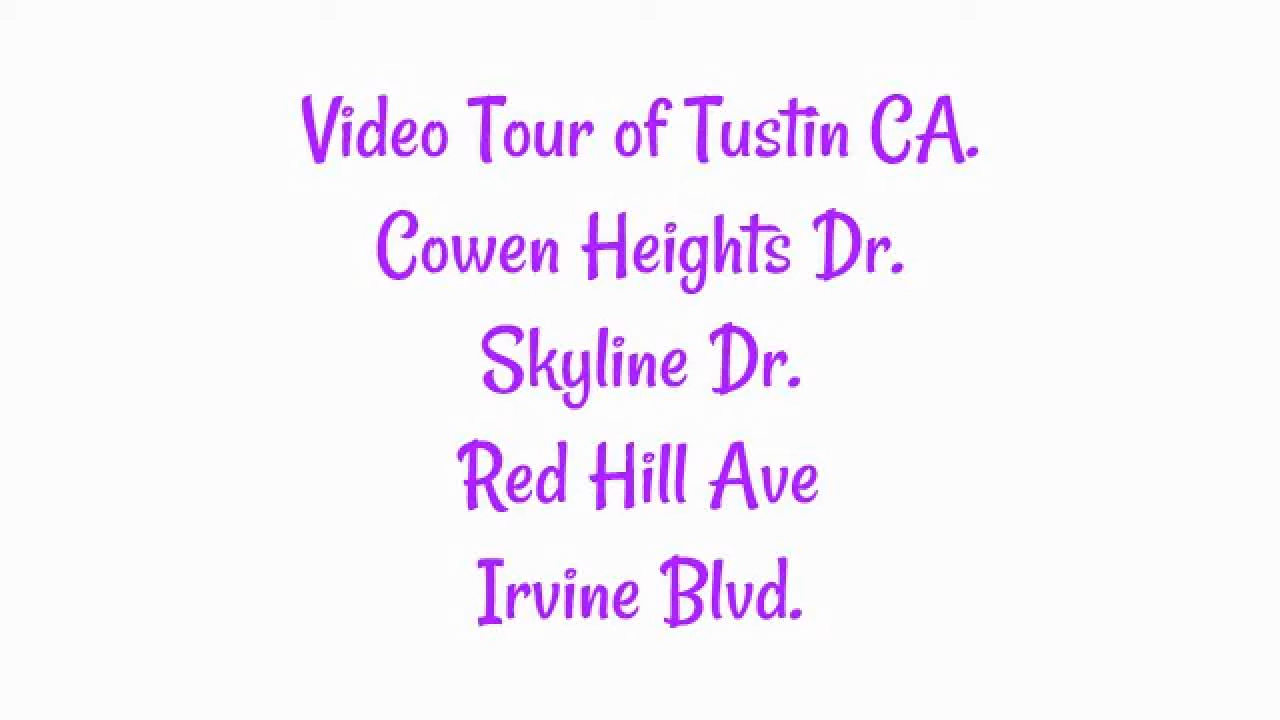 Video Tour of Tustin CA.
Cowen Heights Dr.
Skyline Dr.
Red Hill Ave
Irvine Blvd.